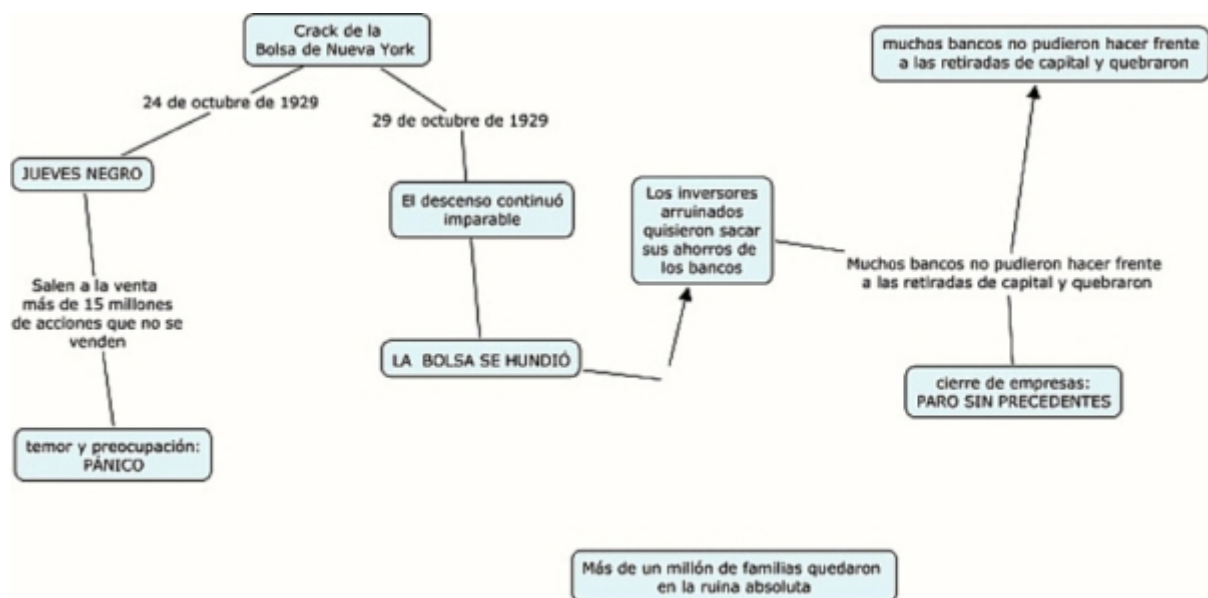 Crack de la
Bolsa de Nueva York
24 de octubre de 1929
29 de octubre de 1929
JUEVES NEGRO
Salen a la venta
más de 15 millones
de acciones que no se
venden
temor y preocupación:
PÁNICO
El descenso continuó
imparable
LA BOLSA SE HUNDIÓ
Los inversores
arruinados
quisieron sacar
sus ahorros de
los bancos
muchos bancos no pudieron hacer frente
a las retiradas de capital y quebraron
Muchos bancos no pudieron hacer frente
a las retiradas de capital y quebraron
cierre de empresas:
PARO SIN PRECEDENTES
Más de un millón de familias quedaron
en la ruina absoluta